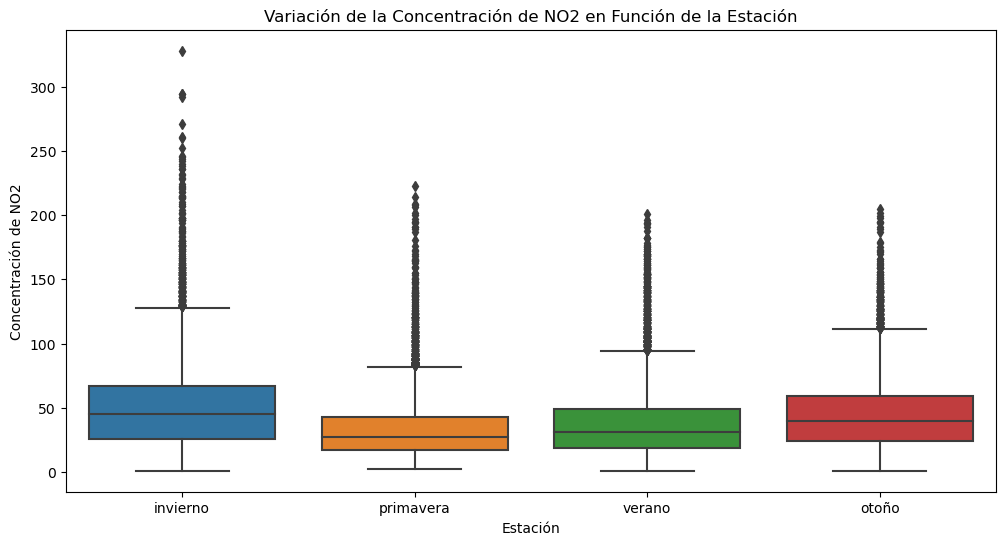 Variación de la Concentración de NO2 en Función de la Estación
Concentración de NO2
300
250
200
150
100
50
0
invierno
primavera
verano
otoño
Estación